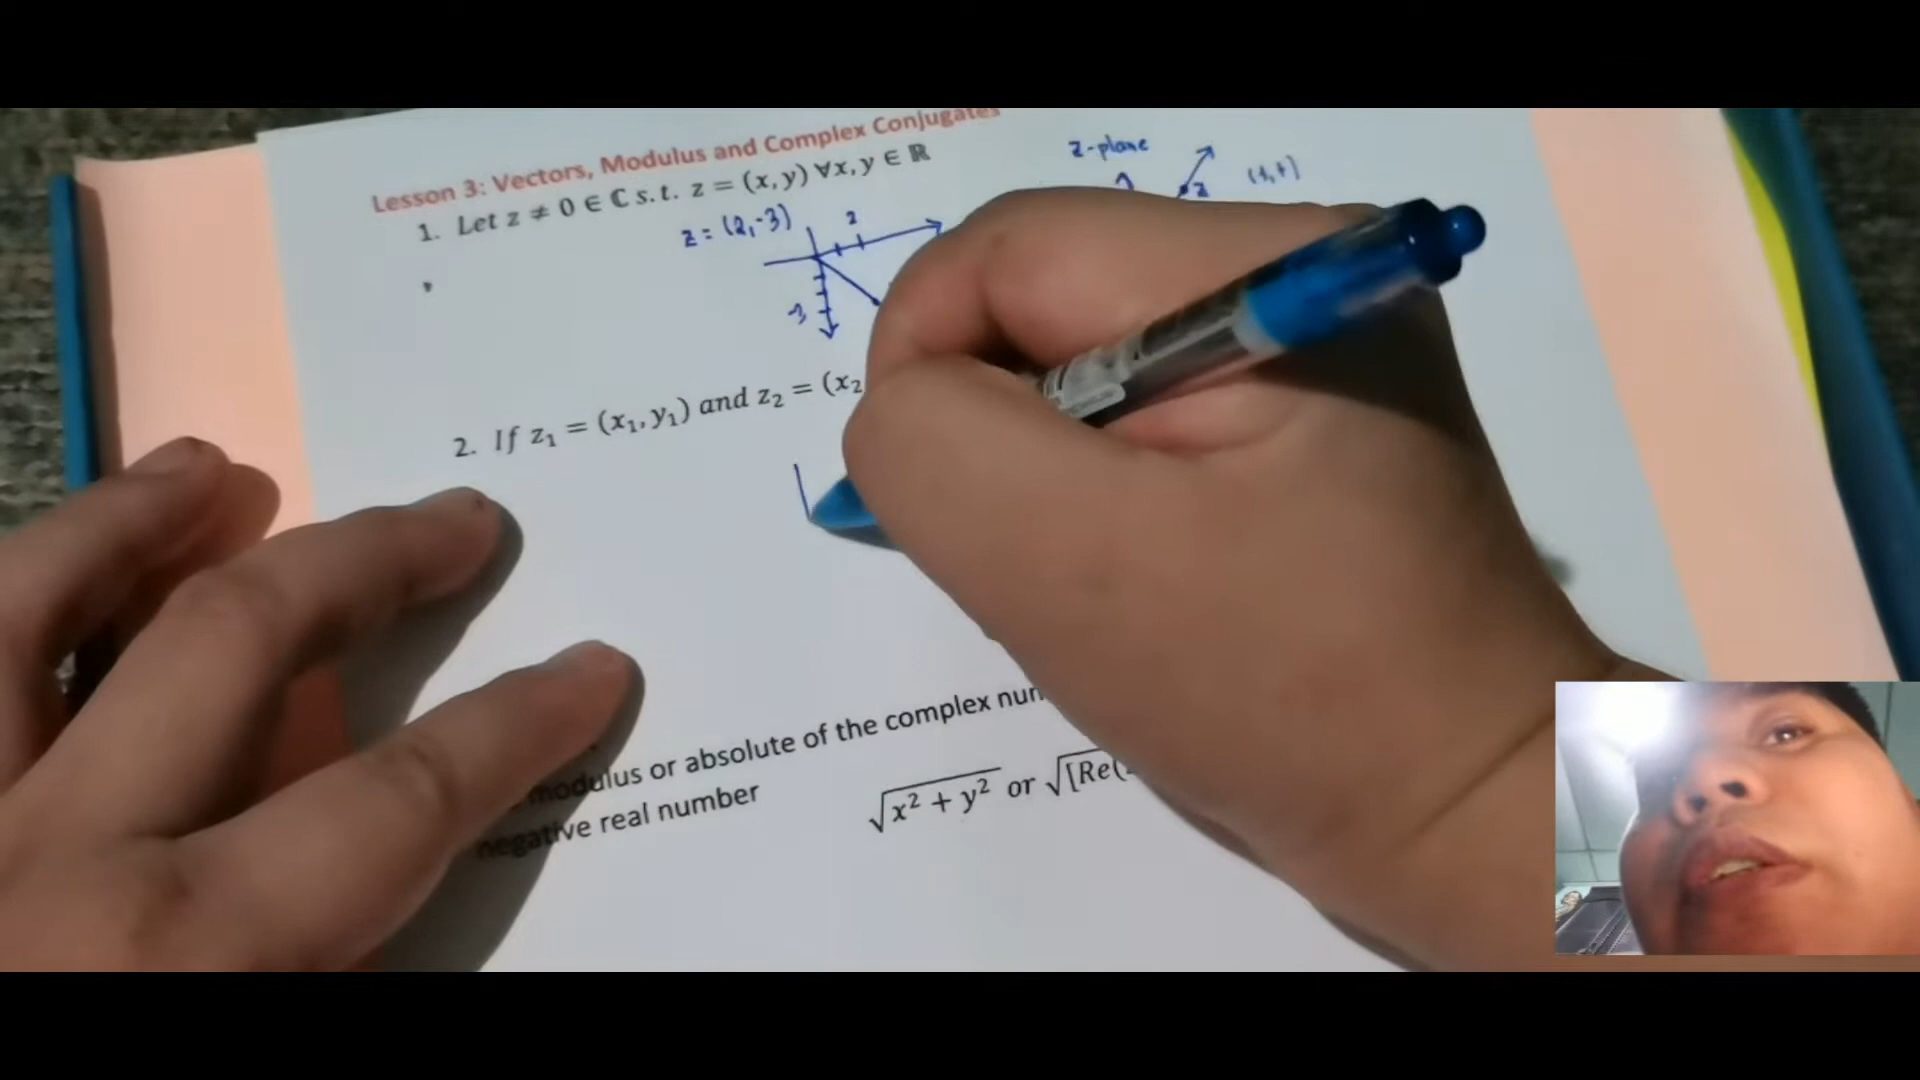 Lesson 3: Vectors, Modulus and Complex Conjugates
1. Let z ≠ 0 ∈ ℂ s.t. z = (x, y) ∀x, y ∈ ℝ
z-plane
z
z = (2,-3)
2
-3
2. If z₁ = (x₁, y₁) and z₂ = (x₂
modulus or absolute of the complex num
negative real number
√x² + y² or √[Re(